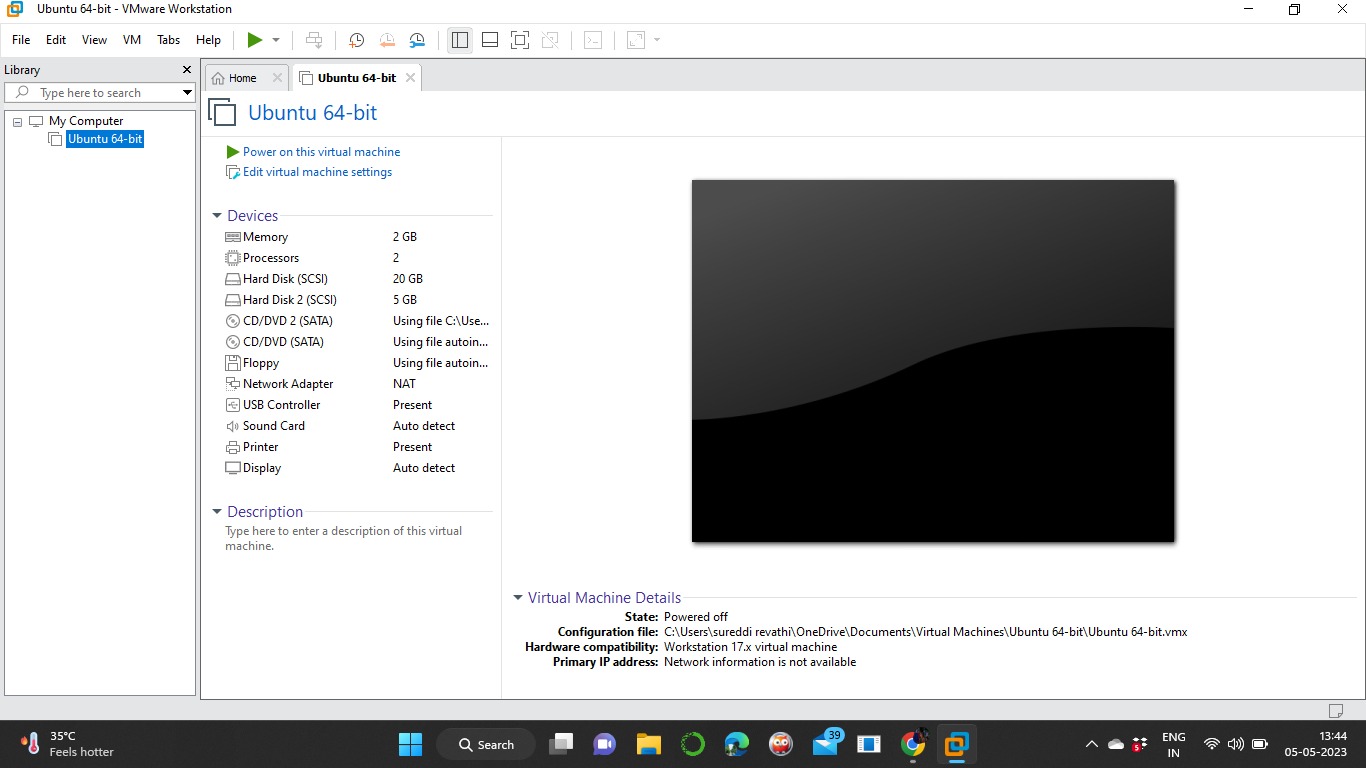 Ubuntu 64-bit - VMware Workstation
File Edit View VM Tabs Help
Library
Type here to search
My Computer
Ubuntu 64-bit
Home
Ubuntu 64-bit
Ubuntu 64-bit
Power on this virtual machine
Edit virtual machine settings
Devices
Memory 2 GB
Processors 2
Hard Disk (SCSI) 20 GB
Hard Disk 2 (SCSI) 5 GB
CD/DVD 2 (SATA) Using file C:\Use...
CD/DVD (SATA) Using file autoin...
Floppy Using file autoin...
Network Adapter NAT
USB Controller Present
Sound Card Auto detect
Printer Present
Display Auto detect
Description
Type here to enter a description of this virtual
machine.
Virtual Machine Details
State: Powered off
Configuration file: C:\Users\sureddi revathi\OneDrive\Documents\Virtual Machines\Ubuntu 64-bit\Ubuntu 64-bit.vmx
Hardware compatibility: Workstation 17.x virtual machine
Primary IP address: Network information is not available
35°C
Feels hotter
Search
39
5
ENG
IN
13:44
05-05-2023